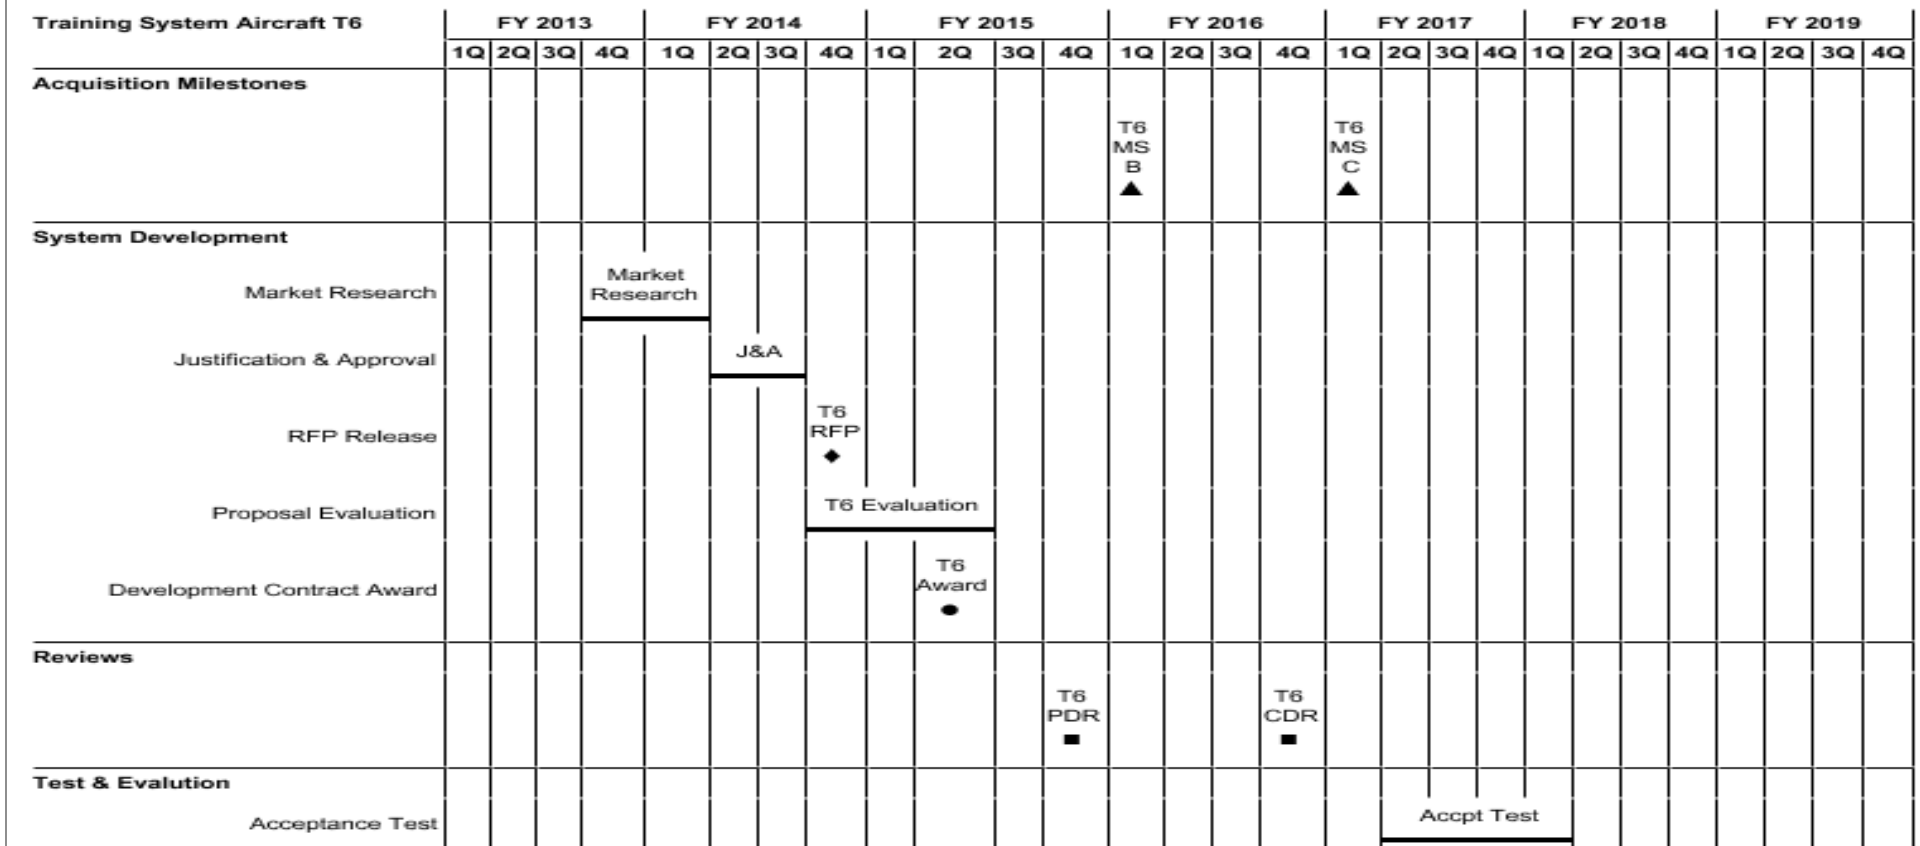 Training System Aircraft T6 FY 2013 FY 2014 FY 2015 FY 2016 FY 2017 FY 2018 FY 2019
1Q 2Q 3Q 4Q 1Q 2Q 3Q 4Q 1Q 2Q 3Q 4Q 1Q 2Q 3Q 4Q 1Q 2Q 3Q 4Q 1Q 2Q 3Q 4Q 1Q 2Q 3Q 4Q
Acquisition Milestones
T6 T6
MS MS
B C
System Development
Market
Research
Market Research
J&A
Justification & Approval
T6
RFP
RFP Release
T6 Evaluation
Proposal Evaluation
T6
Award
Development Contract Award
Reviews
T6 T6
PDR CDR
Test & Evalution
Accpt Test
Acceptance Test